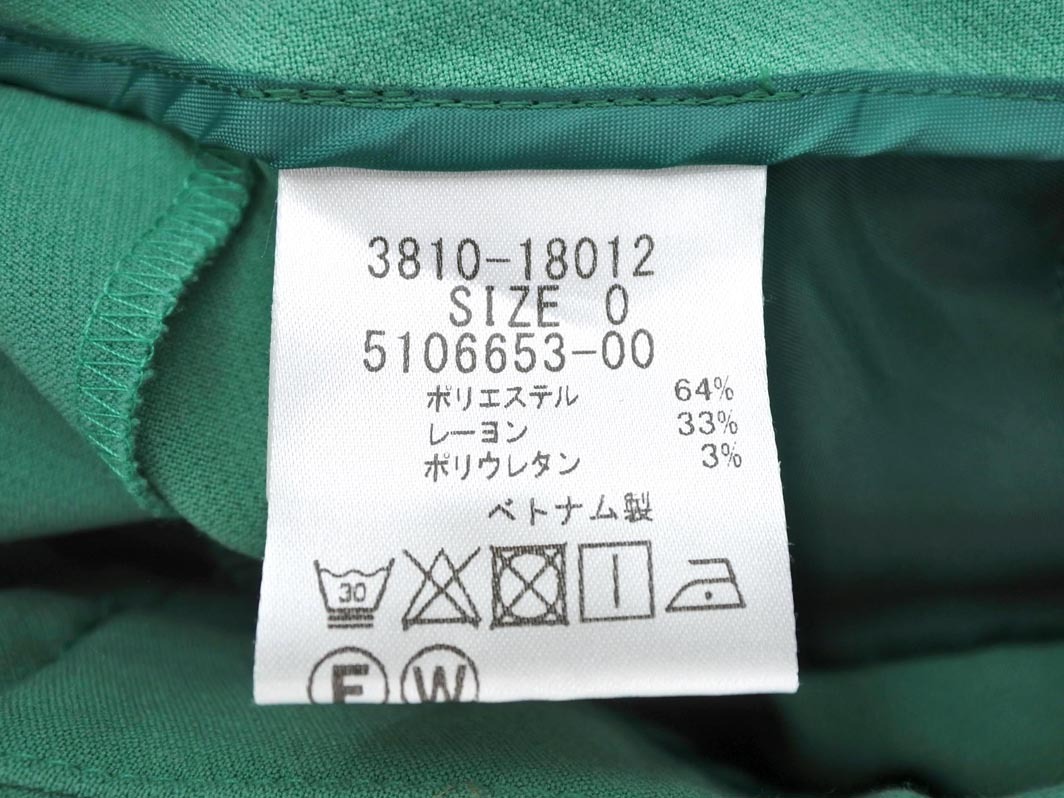 3810-18012
SIZE 0
5106653-00
ポリエステル 64%
レーヨン 33%
ポリウレタン 3%
ベトナム製
30
F W